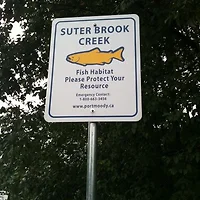 SUTER BROOK
CREEK
Fish Habitat
Please Protect Your
Resource
Emergency Contact:
www.portmoody.ca